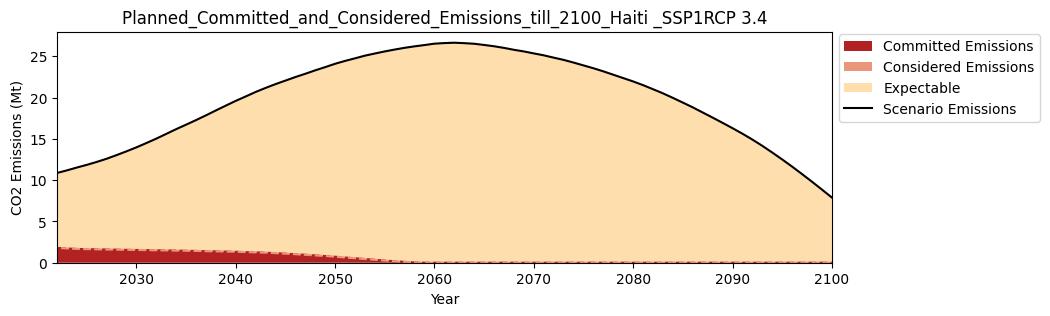 Planned_Committed_and_Considered_Emissions_till_2100_Haiti _SSP1RCP 3.4
Committed Emissions
Considered Emissions
Expectable
Scenario Emissions
CO2 Emissions (Mt)
25
20
15
10
5
0
2030 2040 2050 2060 2070 2080 2090 2100
Year